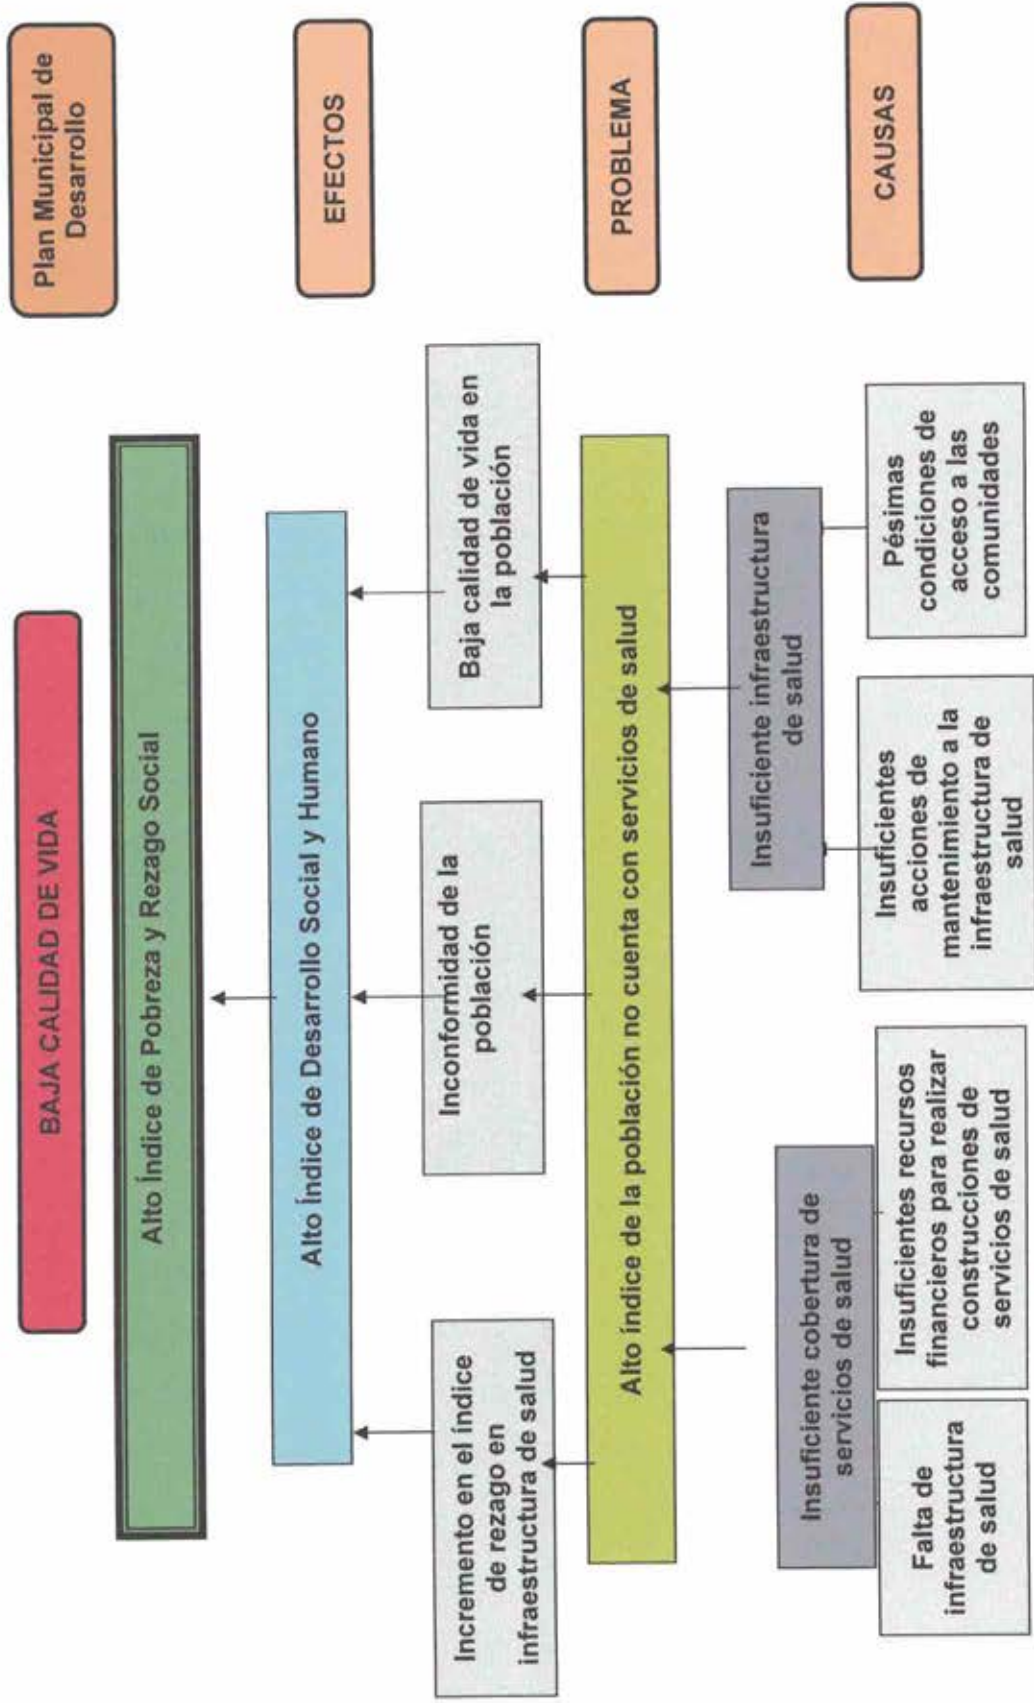 BAJA CALIDAD DE VIDA
Plan Municipal de
Desarrollo
Alto Índice de Pobreza y Rezago Social
Alto Índice de Desarrollo Social y Humano
EFECTOS
Incremento en el índice
de rezago en
infraestructura de salud
Inconformidad de la
población
Baja calidad de vida en
la población
Alto índice de la población no cuenta con servicios de salud
PROBLEMA
Insuficiente cobertura de
servicios de salud
Insuficiente infraestructura
de salud
Falta de
infraestructura
de salud
Insuficientes recursos
financieros para realizar
construcciones de
servicios de salud
Insuficientes
acciones de
mantenimiento a la
infraestructura de
salud
Pésimas
condiciones de
acceso a las
comunidades
CAUSAS